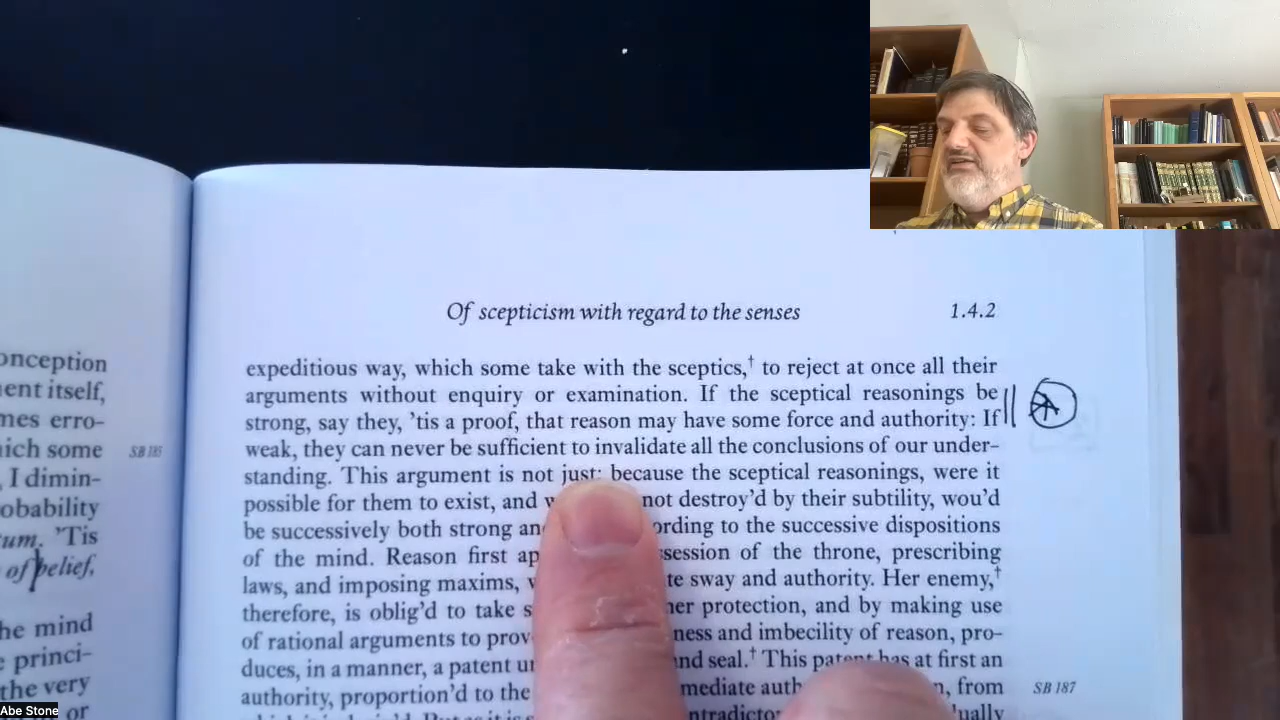 Of scepticism with regard to the senses 1.4.2
onception
ent itself,
mes erro-
hich some SB 185
, I dimin-
obability
um. 'Tis
of belief,
he mind
princi-
the very
or
expeditious way, which some take with the sceptics,† to reject at once all their
arguments without enquiry or examination. If the sceptical reasonings be
strong, say they, 'tis a proof, that reason may have some force and authority: If
weak, they can never be sufficient to invalidate all the conclusions of our under-
standing. This argument is not just; because the sceptical reasonings, were it
possible for them to exist, and not destroy'd by their subtility, wou'd
be successively both strong an ording to the successive dispositions
of the mind. Reason first ap session of the throne, prescribing
laws, and imposing maxims, te sway and authority. Her enemy,†
therefore, is oblig'd to take s her protection, and by making use
of rational arguments to prov ness and imbecility of reason, pro-
duces, in a manner, a patent un nd seal.† This patent has at first an
authority, proportion'd to the mediate auth n, from SB 187
Abe Stone